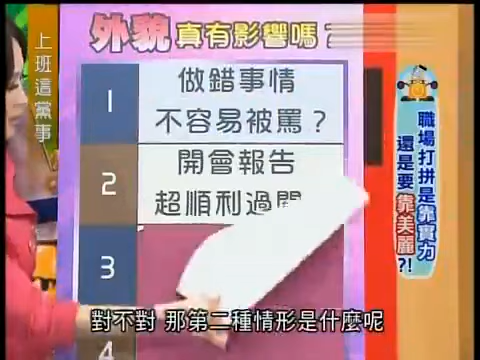 外貌真有影響嗎?
上班這黨事
1
做錯事情
不容易被罵?
2
開會報告
超順利過關
3
4
職場打拼是靠實力
還是要靠美麗?!
對不對 那第二種情形是什麼呢